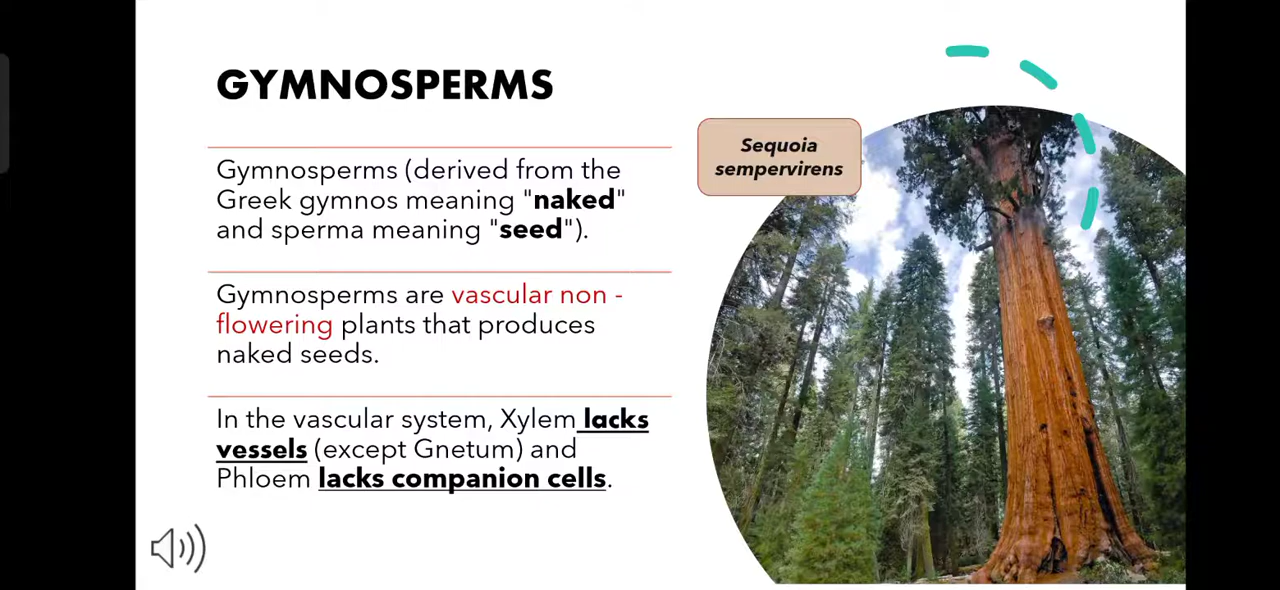 GYMNOSPERMS
Sequoia
sempervirens
Gymnosperms (derived from the
Greek gymnos meaning "naked"
and sperma meaning "seed").
Gymnosperms are vascular non -
flowering plants that produces
naked seeds.
In the vascular system, Xylem lacks
vessels (except Gnetum) and
Phloem lacks companion cells.